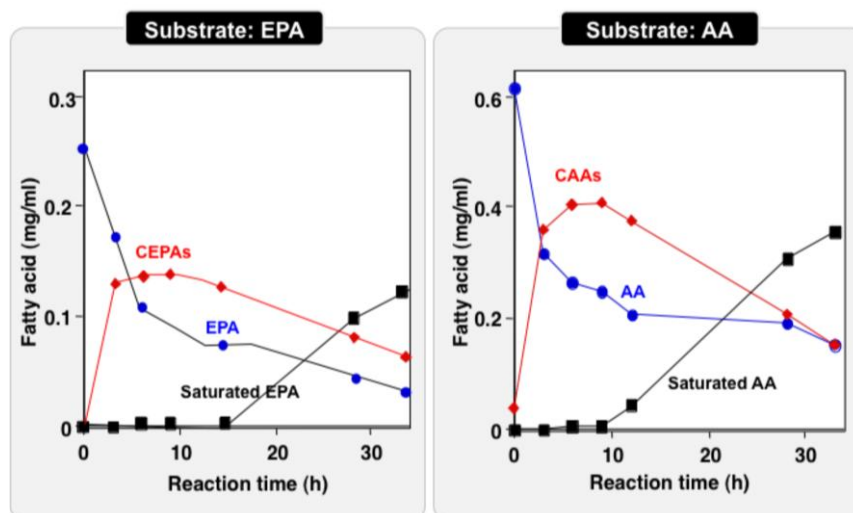 Substrate: EPA
0.3
0.2
0.1
0
Fatty acid (mg/ml)
CEPAs
EPA
Saturated EPA
0
10
20
30
Reaction time (h)
Substrate: AA
0.6
0.4
0.2
0
Fatty acid (mg/ml)
CAAs
AA
Saturated AA
0
10
20
30
Reaction time (h)